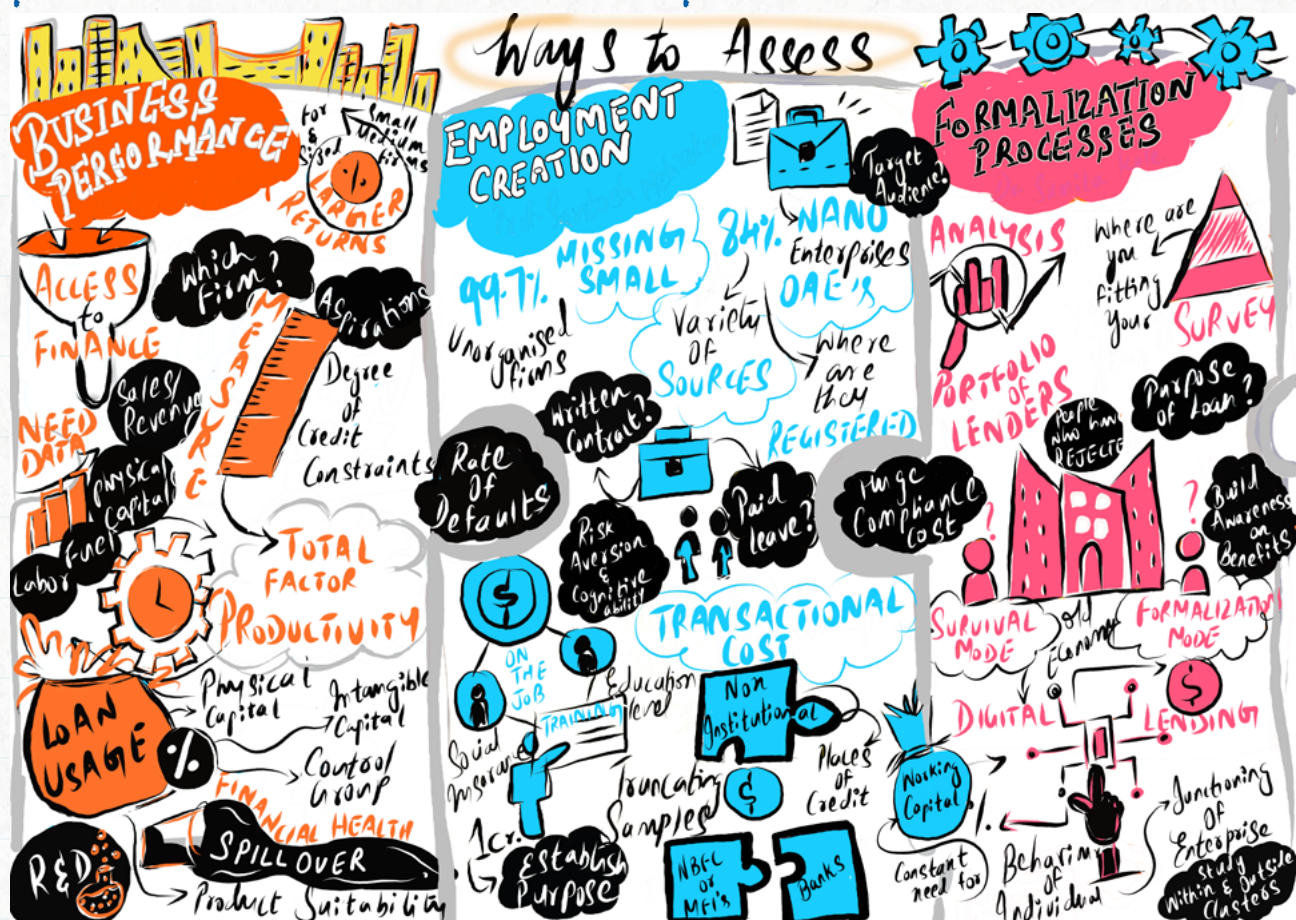 Ways to Assess
BUSINESS
PERFORMANCE
For Small
& Medium
Sized firms
LARGER
RETURNS
%
ACCESS
to
FINANCE
Which
Firm?
Aspirations
MEASURE
Degree
of
Credit
Constraints
NEED
DATA
Sales/
Revenue
Physical
Capital
Fuel
Labor
TOTAL
FACTOR
PRODUCTIVITY
LOAN
USAGE
%
Physical
Capital
Intangible
Capital
Control
Group
FINANCIAL HEALTH
R&D
SPILL OVER
Product Suitability
EMPLOYMENT
CREATION
Target
Audience?
99.7%
Unorganised
firms
MISSING
SMALL
84% NANO
Enterprises
OAE's
Variety
OF
SOURCES
Where
are
they
REGISTERED
Written
Contract?
Rate
of
Defaults
Paid
leave?
Risk
Aversion
&
Cognitive
ability
Huge
Compliance
Cost
$
TRANSACTIONAL
COST
ON
THE
JOB
TRAINING
Education
level
Social
Insurance
1cr.
Establish
Purpose
Non
Institutional
Truncating
Samples
$
Places
of
Credit
NBFC
or
MFI's
Banks
Working
Capital
Constant
need for
FORMALIZATION
PROCESSES
ANALYSIS
Where are
you
fitting
Your
SURVEY
PORTFOLIO
OF
LENDERS
People
who have
REJECTE
Purpose
of Loan?
? ?
Build
Awareness
on
Benefits
SURVIVAL
MODE
Old
Economy
FORMALIZATION
MODE
DIGITAL
LENDING
$
%
Behaviour
of
Individual
Functioning
Of
Enterprise
Study
Within & Outside
Clusters